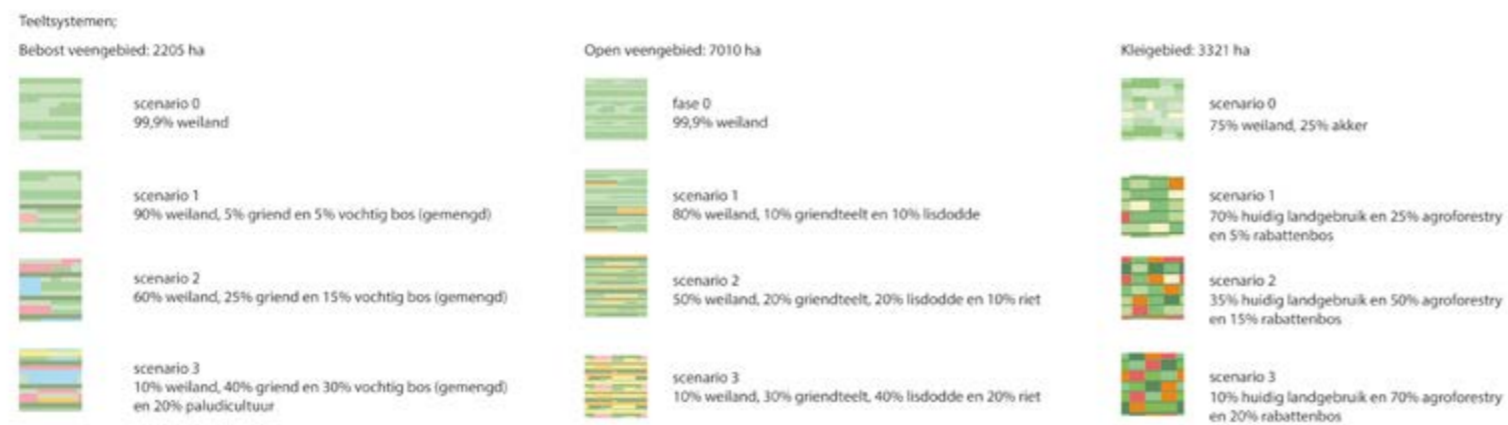 Teeltsystemen;
Bebost veengebied: 2205 ha
scenario 0
99,9% weiland
scenario 1
90% weiland, 5% griend en 5% vochtig bos (gemengd)
scenario 2
60% weiland, 25% griend en 15% vochtig bos (gemengd)
scenario 3
10% weiland, 40% griend en 30% vochtig bos (gemengd)
en 20% paludicultuur
Open veengebied: 7010 ha
fase 0
99,9% weiland
scenario 1
80% weiland, 10% griendteelt en 10% lisdodde
scenario 2
50% weiland, 20% griendteelt, 20% lisdodde en 10% riet
scenario 3
10% weiland, 30% griendteelt, 40% lisdodde en 20% riet
Kleigebied: 3321 ha
scenario 0
75% weiland, 25% akker
scenario 1
70% huidig landgebruik en 25% agroforestry
en 5% rabattenbos
scenario 2
35% huidig landgebruik en 50% agroforestry
en 15% rabattenbos
scenario 3
10% huidig landgebruik en 70% agroforestry
en 20% rabattenbos